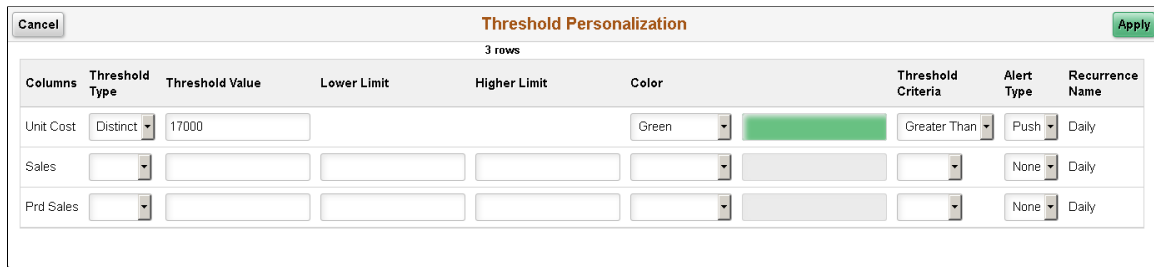 Cancel Threshold Personalization Apply
3 rows
Columns Threshold Type Threshold Value Lower Limit Higher Limit Color Threshold Criteria Alert Type Recurrence Name
Unit Cost Distinct 17000 Green Greater Than Push Daily
Sales None Daily
Prd Sales None Daily